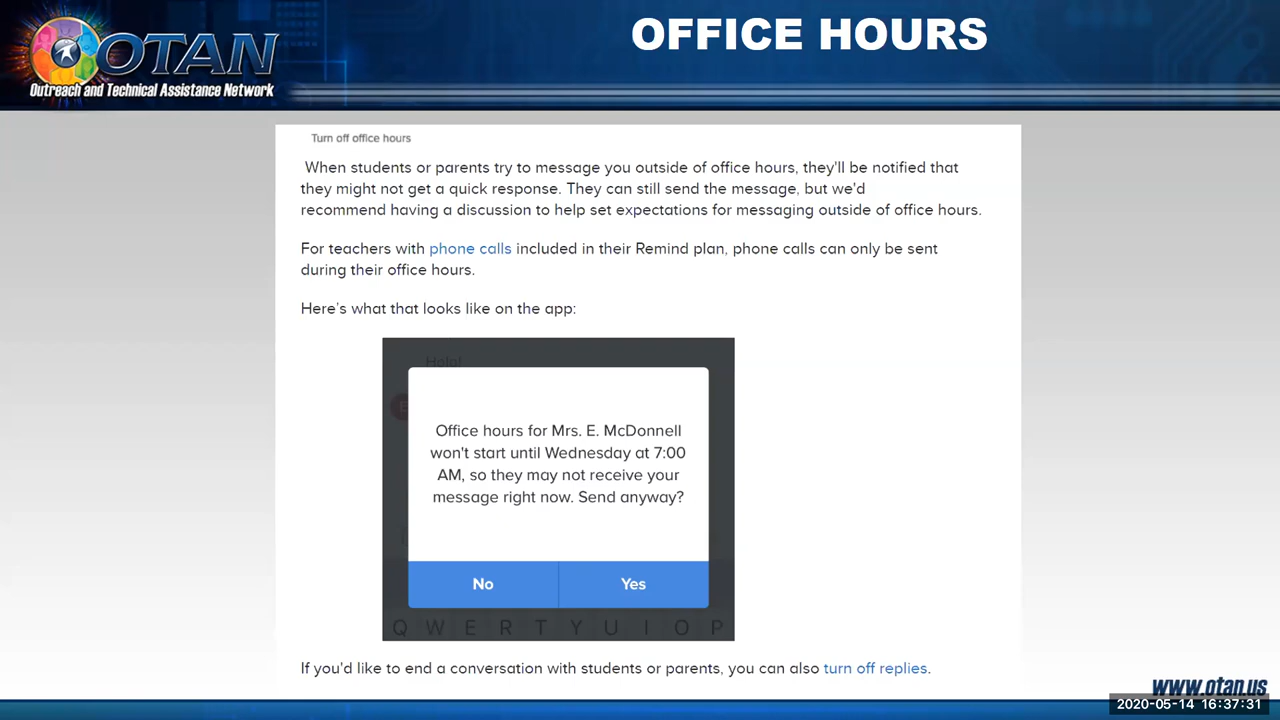 OFFICE HOURS
OTAN
Outreach and Technical Assistance Network
Turn off office hours
When students or parents try to message you outside of office hours, they'll be notified that
they might not get a quick response. They can still send the message, but we'd
recommend having a discussion to help set expectations for messaging outside of office hours.
For teachers with phone calls included in their Remind plan, phone calls can only be sent
during their office hours.
Here's what that looks like on the app:
Help!
E
Office hours for Mrs. E. McDonnell
won't start until Wednesday at 7:00
AM, so they may not receive your
message right now. Send anyway?
No Yes
Q W E R T Y U I O P
If you'd like to end a conversation with students or parents, you can also turn off replies.
www.otan.us
2020-05-14 16:37:31